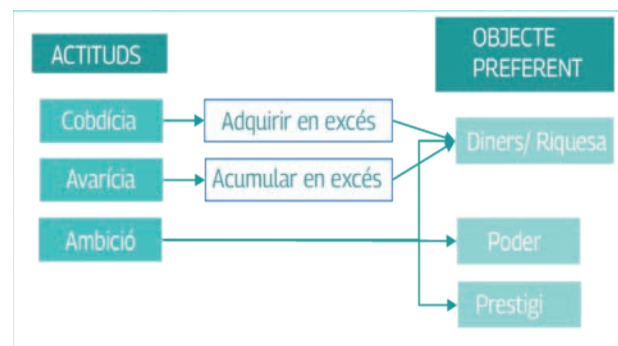 ACTITUDS
OBJECTE
PREFERENT
Cobdícia
Adquirir en excés
Diners/ Riquesa
Avarícia
Acumular en excés
Ambició
Poder
Prestigi